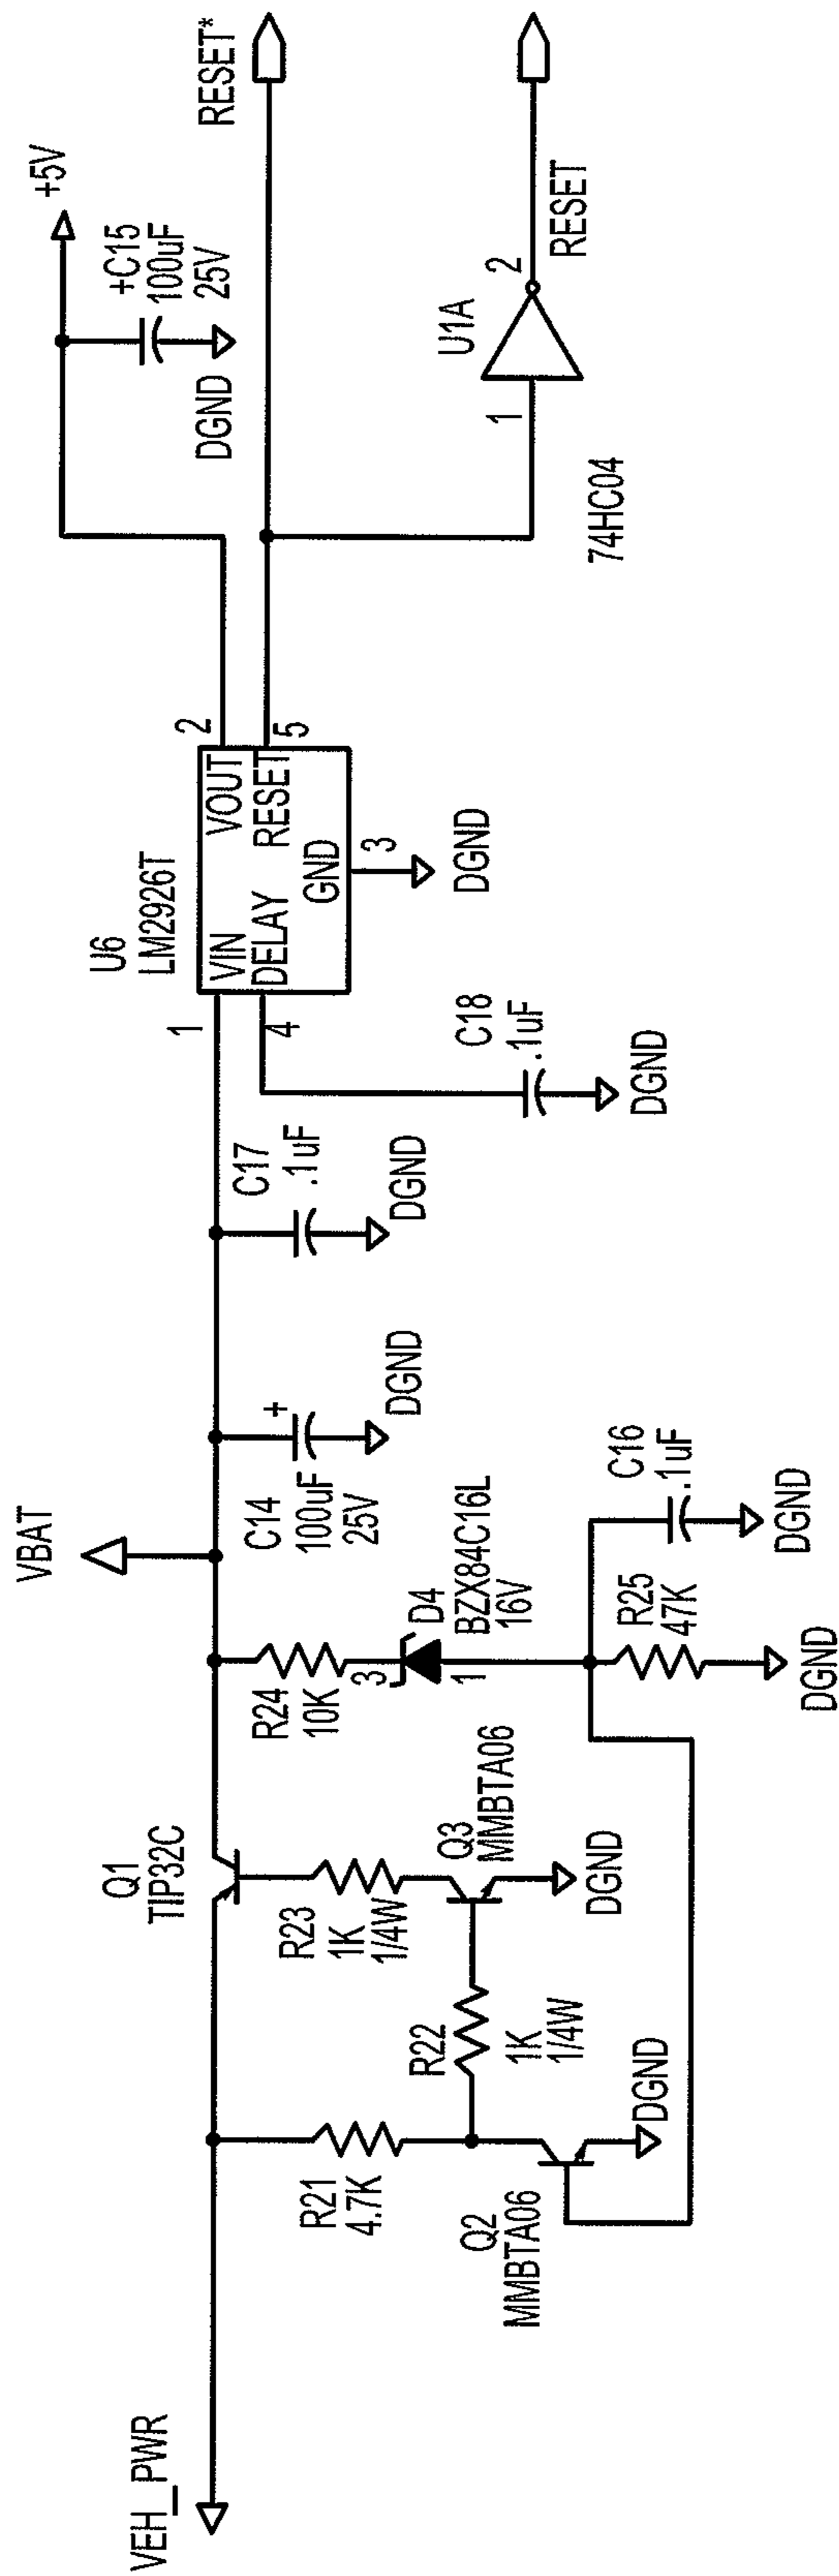 VEH_PWR
R21
4.7K
Q2
MMBTA06
DGND
R22
1K
1/4W
Q1
TIP32C
R23
1K
1/4W
Q3
MMBTA06
DGND
R24
10K
3
D4
BZX84C16L
16V
1
R25
47K
DGND
C16
.1uF
DGND
VBAT
C14
100uF
25V
+
DGND
C17
.1uF
DGND
C18
.1uF
DGND
U6
LM2926T
1
4
VIN
DELAY
VOUT
RESET
GND
2
5
3
DGND
+5V
+C15
100uF
25V
DGND
RESET*
U1A
1
2
74HC04
RESET